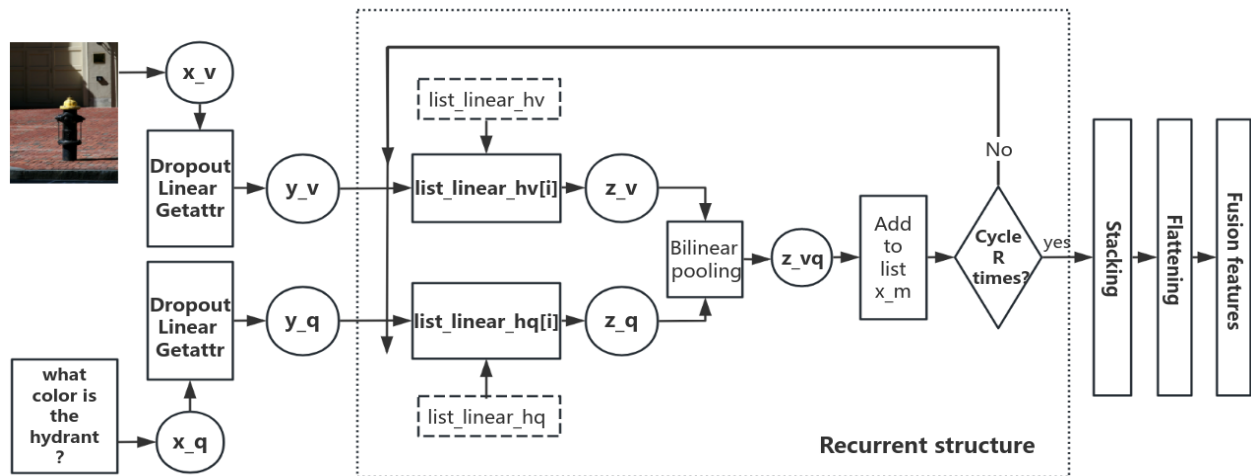 x_v
Dropout
Linear
Getattr
y_v
list_linear_hv
list_linear_hv[i]
z_v
what
color is
the
hydrant
?
x_q
Dropout
Linear
Getattr
y_q
list_linear_hq[i]
list_linear_hq
z_q
Bilinear
pooling
z_vq
Add
to
list
x_m
No
Cycle
R
times?
yes
Recurrent structure
Stacking
Flattening
Fusion features